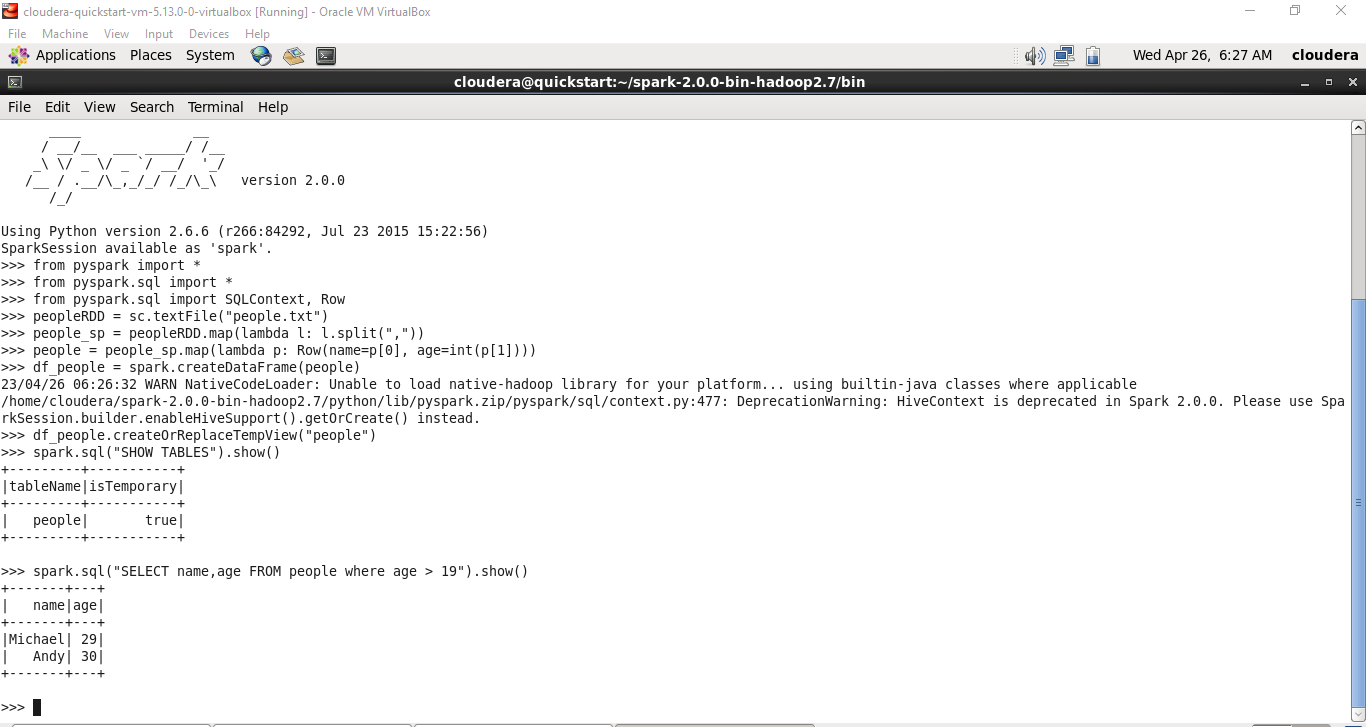 cloudera-quickstart-vm-5.13.0-0-virtualbox [Running] - Oracle VM VirtualBox
File Machine View Input Devices Help
Applications Places System Wed Apr 26, 6:27 AM cloudera
cloudera@quickstart:~/spark-2.0.0-bin-hadoop2.7/bin
File Edit View Search Terminal Help
      ____              __
     / __/__  ___ _____/ /__
    _\ \/ _ \/ _ `/ __/  '_/
   /__ / .__/\_,_/_/ /_/\_\   version 2.0.0
      /_/
Using Python version 2.6.6 (r266:84292, Jul 23 2015 15:22:56)
SparkSession available as 'spark'.
>>> from pyspark import *
>>> from pyspark.sql import *
>>> from pyspark.sql import SQLContext, Row
>>> peopleRDD = sc.textFile("people.txt")
>>> people_sp = peopleRDD.map(lambda l: l.split(","))
>>> people = people_sp.map(lambda p: Row(name=p[0], age=int(p[1])))
>>> df_people = spark.createDataFrame(people)
23/04/26 06:26:32 WARN NativeCodeLoader: Unable to load native-hadoop library for your platform... using builtin-java classes where applicable
/home/cloudera/spark-2.0.0-bin-hadoop2.7/python/lib/pyspark.zip/pyspark/sql/context.py:477: DeprecationWarning: HiveContext is deprecated in Spark 2.0.0. Please use Spa
rkSession.builder.enableHiveSupport().getOrCreate() instead.
>>> df_people.createOrReplaceTempView("people")
>>> spark.sql("SHOW TABLES").show()
+---------+-----------+
|tableName|isTemporary|
+---------+-----------+
|   people|       true|
+---------+-----------+
>>> spark.sql("SELECT name,age FROM people where age > 19").show()
+-------+---+
|   name|age|
+-------+---+
|Michael| 29|
|   Andy| 30|
+-------+---+
>>>